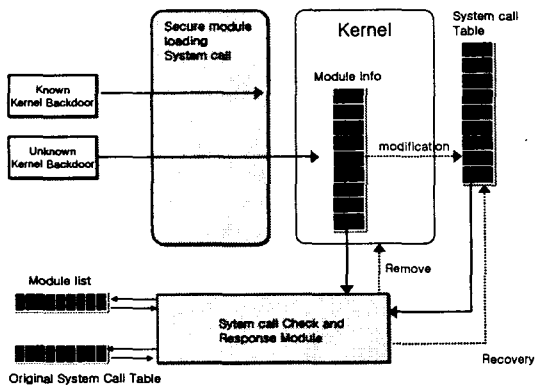 Secure module
loading
System call
Kernel
System call
Table
Module Info
Known
Kernel Backdoor
Unknown
Kernel Backdoor
modification
Remove
Module list
Sytem call Check and
Response Module
Recovery
Original System Call Table